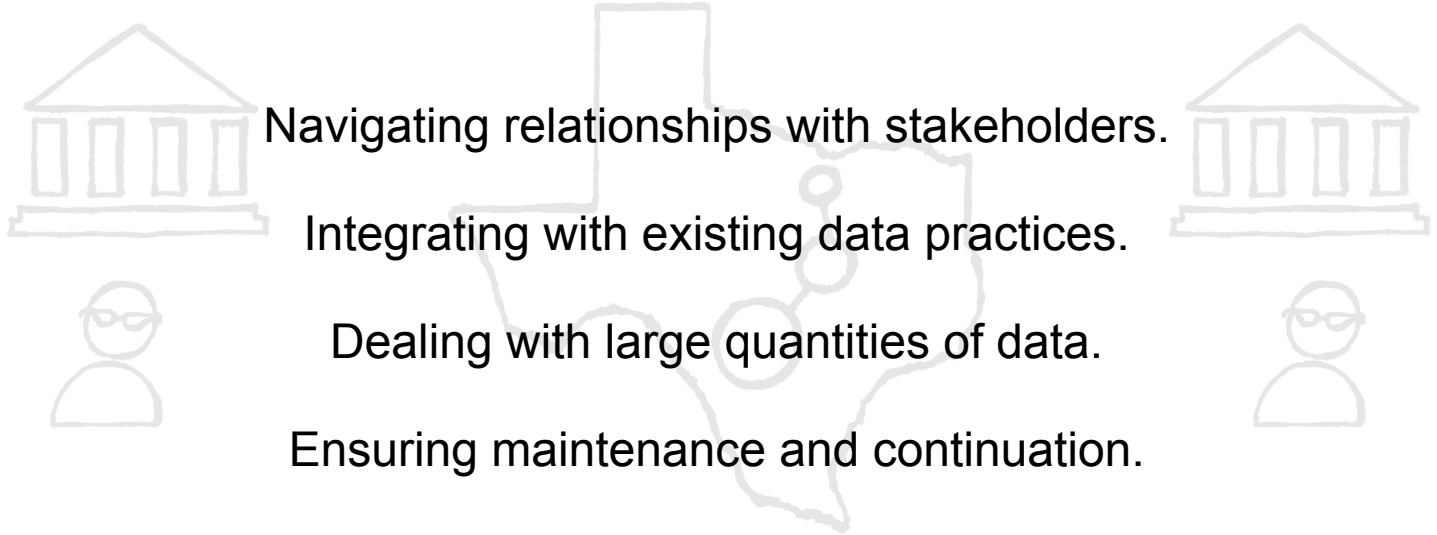 Navigating relationships with stakeholders.
Integrating with existing data practices.
Dealing with large quantities of data.
Ensuring maintenance and continuation.